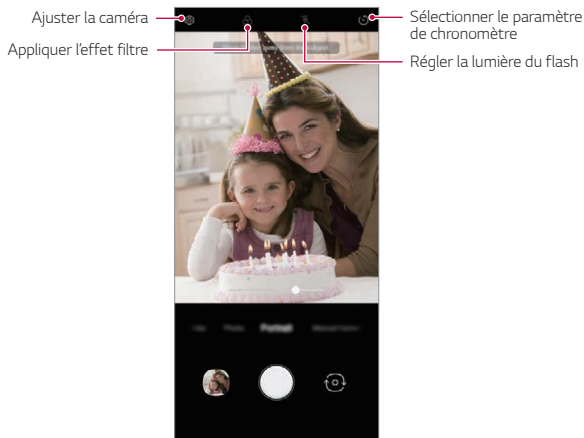 Ajuster la caméra
Sélectionner le paramètre
de chronomètre
Appliquer l'effet filtre
Régler la lumière du flash
Photo
Portrait